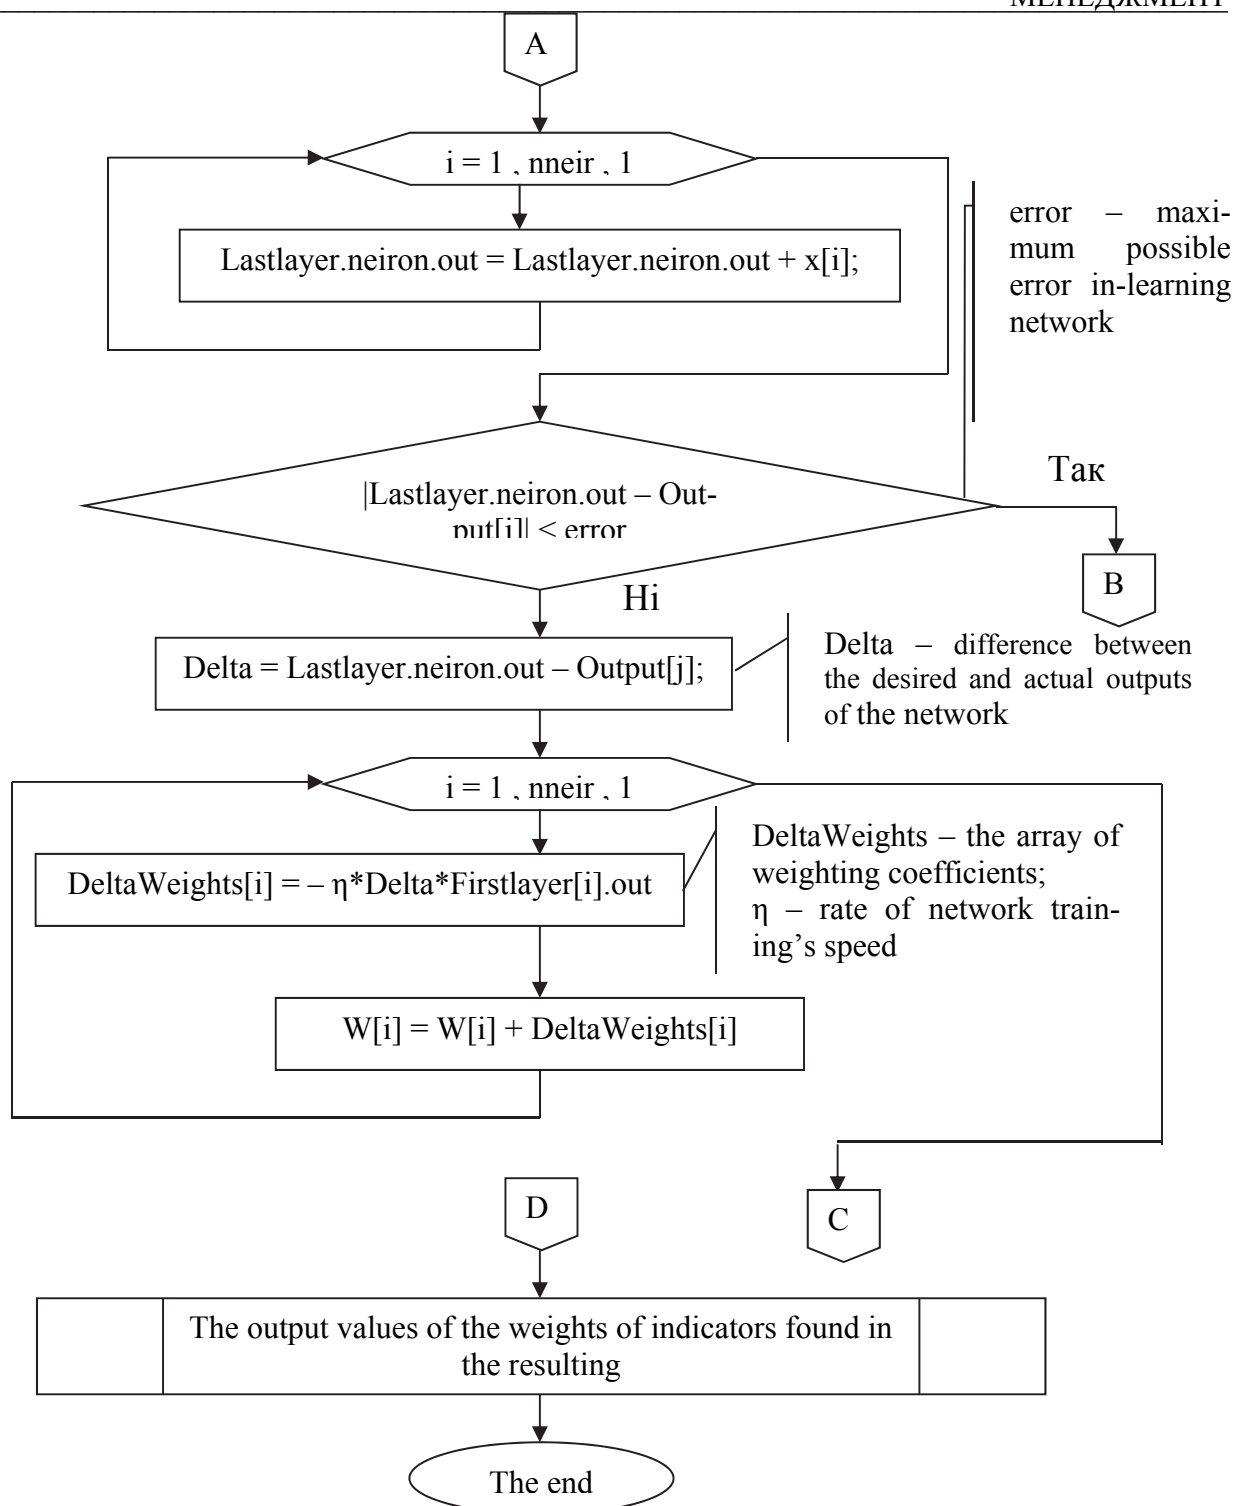 МЕНЕДЖМЕНТ
A
i = 1 , nneir , 1
Lastlayer.neiron.out = Lastlayer.neiron.out + x[i];
error – maxi-
mum possible
error in-learning
network
|Lastlayer.neiron.out – Out-
put[j]| < error
Так
B
Ні
Delta = Lastlayer.neiron.out – Output[j];
Delta – difference between
the desired and actual outputs
of the network
i = 1 , nneir , 1
DeltaWeights[i] = – η*Delta*Firstlayer[i].out
DeltaWeights – the array of
weighting coefficients;
η – rate of network train-
ing’s speed
W[i] = W[i] + DeltaWeights[i]
D
C
The output values of the weights of indicators found in
the resulting
The end